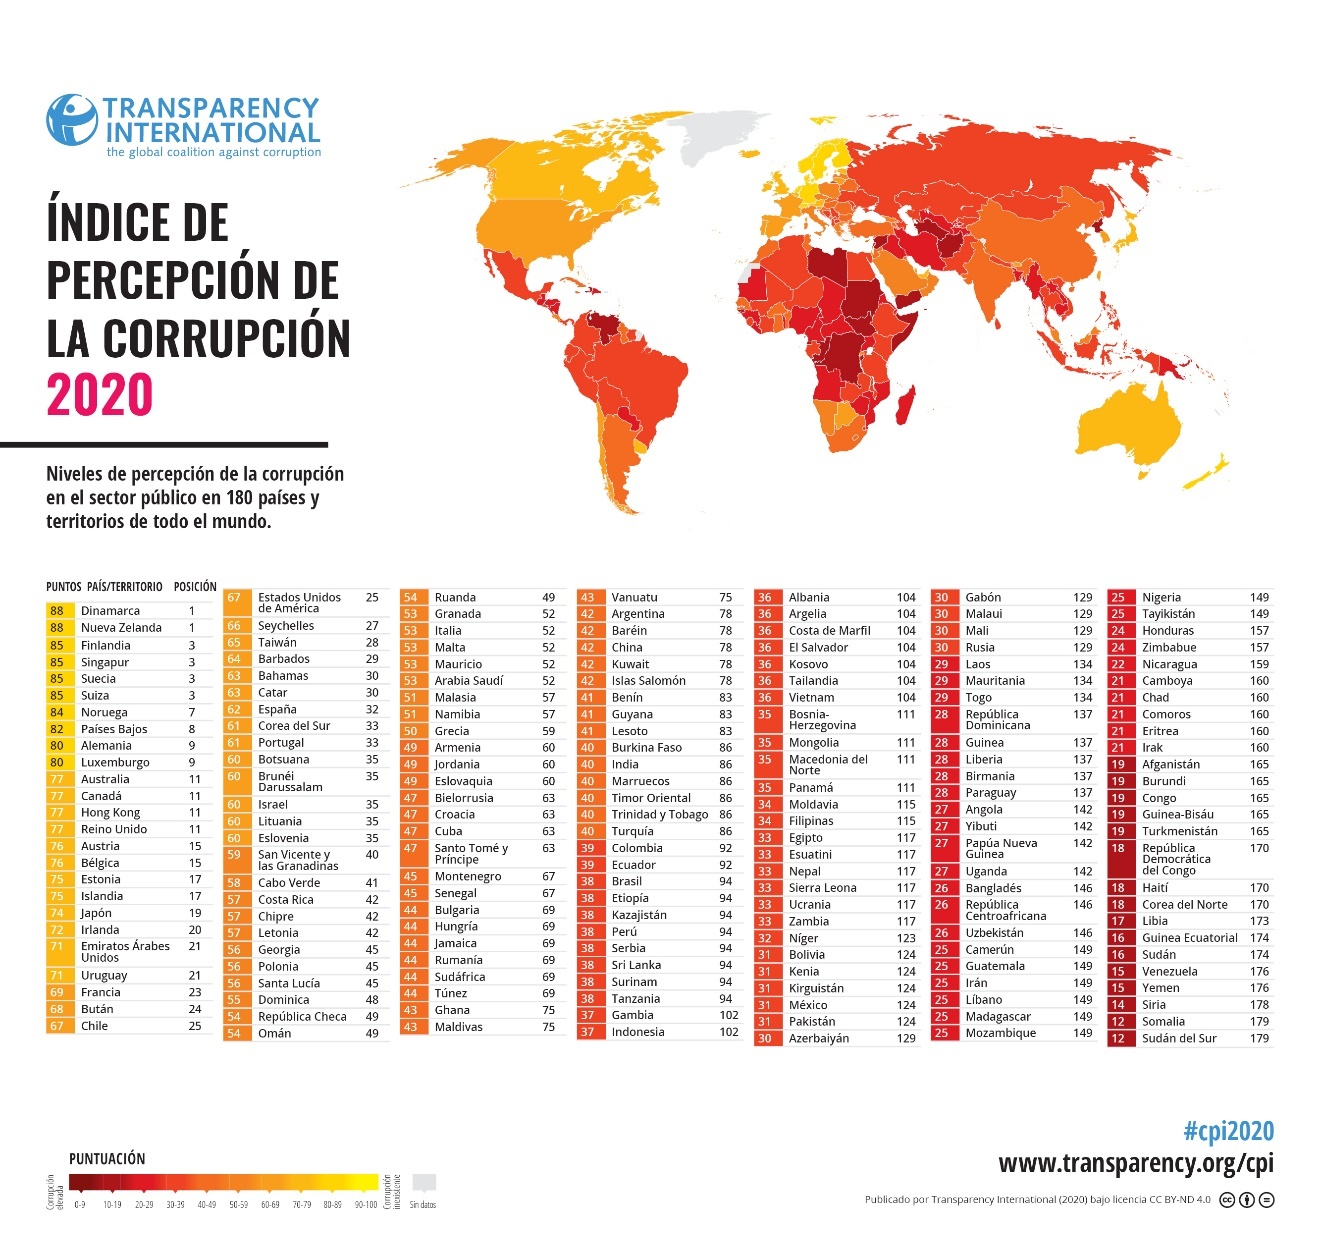 TRANSPARENCY
INTERNATIONAL
the global coalition against corruption
ÍNDICE DE
PERCEPCIÓN DE
LA CORRUPCIÓN
2020
Niveles de percepción de la corrupción
en el sector público en 180 países y
territorios de todo el mundo.
PUNTOS PAÍS/TERRITORIO POSICIÓN
88 Dinamarca 1
88 Nueva Zelanda 1
85 Finlandia 3
85 Singapur 3
85 Suecia 3
85 Suiza 3
84 Noruega 7
82 Países Bajos 8
80 Alemania 9
80 Luxemburgo 9
77 Australia 11
77 Canadá 11
77 Hong Kong 11
77 Reino Unido 11
76 Austria 15
76 Bélgica 15
75 Estonia 17
75 Islandia 17
74 Japón 19
72 Irlanda 20
71 Emiratos Árabes 21
Unidos
71 Uruguay 21
69 Francia 23
68 Bután 24
67 Chile 25
67 Estados Unidos 25
de América
66 Seychelles 27
65 Taiwán 28
64 Barbados 29
63 Bahamas 30
63 Catar 30
62 España 32
61 Corea del Sur 33
61 Portugal 33
60 Botsuana 35
60 Brunéi 35
Darussalam
60 Israel 35
60 Lituania 35
60 Eslovenia 35
59 San Vicente y 40
las Granadinas
58 Cabo Verde 41
57 Costa Rica 42
57 Chipre 42
57 Letonia 42
56 Georgia 45
56 Polonia 45
56 Santa Lucía 45
55 Dominica 48
54 República Checa 49
54 Omán 49
54 Ruanda 49
53 Granada 52
53 Italia 52
53 Malta 52
53 Mauricio 52
53 Arabia Saudí 52
51 Malasia 57
51 Namibia 57
50 Grecia 59
49 Armenia 60
49 Jordania 60
49 Eslovaquia 60
47 Bielorrusia 63
47 Croacia 63
47 Cuba 63
47 Santo Tomé y 63
Príncipe
45 Montenegro 67
45 Senegal 67
44 Bulgaria 69
44 Hungría 69
44 Jamaica 69
44 Rumanía 69
44 Sudáfrica 69
44 Túnez 69
43 Ghana 75
43 Maldivas 75
43 Vanuatu 75
42 Argentina 78
42 Baréin 78
42 China 78
42 Kuwait 78
42 Islas Salomón 78
41 Benín 83
41 Guyana 83
41 Lesoto 83
40 Burkina Faso 86
40 India 86
40 Marruecos 86
40 Timor Oriental 86
40 Trinidad y Tobago 86
40 Turquía 86
39 Colombia 92
39 Ecuador 92
38 Brasil 94
38 Etiopía 94
38 Kazajistán 94
38 Perú 94
38 Serbia 94
38 Sri Lanka 94
38 Surinam 94
38 Tanzania 94
37 Gambia 102
37 Indonesia 102
36 Albania 104
36 Argelia 104
36 Costa de Marfil 104
36 El Salvador 104
36 Kosovo 104
36 Tailandia 104
36 Vietnam 104
35 Bosnia- 111
Herzegovina
35 Mongolia 111
35 Macedonia del 111
Norte
35 Panamá 111
34 Moldavia 115
34 Filipinas 115
33 Egipto 117
33 Esuatini 117
33 Nepal 117
33 Sierra Leona 117
33 Ucrania 117
33 Zambia 117
32 Níger 123
31 Bolivia 124
31 Kenia 124
31 Kirguistán 124
31 México 124
31 Pakistán 124
30 Azerbaiyán 129
30 Gabón 129
30 Malaui 129
30 Mali 129
30 Rusia 129
29 Laos 134
29 Mauritania 134
29 Togo 134
28 República 137
Dominicana
28 Guinea 137
28 Liberia 137
28 Birmania 137
28 Paraguay 137
27 Angola 142
27 Yibuti 142
27 Papúa Nueva 142
Guinea
27 Uganda 142
26 Bangladés 146
26 República 146
Centroafricana
26 Uzbekistán 146
25 Camerún 149
25 Guatemala 149
25 Irán 149
25 Líbano 149
25 Madagascar 149
25 Mozambique 149
25 Nigeria 149
25 Tayikistán 149
24 Honduras 157
24 Zimbabue 157
22 Nicaragua 159
21 Camboya 160
21 Chad 160
21 Comoros 160
21 Eritrea 160
21 Irak 160
19 Afganistán 165
19 Burundi 165
19 Congo 165
19 Guinea-Bisáu 165
19 Turkmenistán 165
18 República 170
Democrática
del Congo
18 Haití 170
18 Corea del Norte 170
17 Libia 173
16 Guinea Ecuatorial 174
16 Sudán 174
15 Venezuela 176
15 Yemen 176
14 Siria 178
12 Somalia 179
12 Sudán del Sur 179
#cpi2020
www.transparency.org/cpi
Publicado por Transparency International (2020) bajo licencia CC BY-ND 4.0
PUNTUACIÓN
Corrupción
elevada
0-9 10-19 20-29 30-39 40-49 50-59 60-69 70-79 80-89 90-100
Corrupción
inexistente
Sin datos